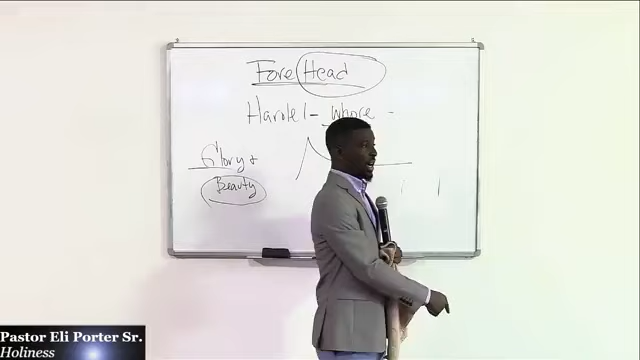 Fore Head
Harlot - Whore -
Glory &
Beauty
Pastor Eli Porter Sr.
Holiness